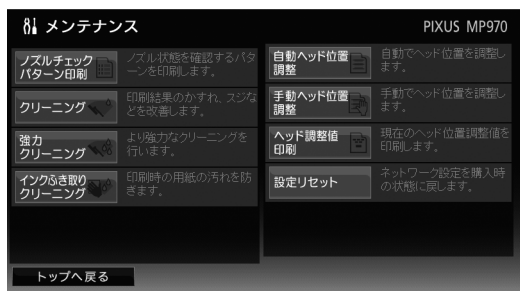 メンテナンス
PIXUS MP970
ノズルチェック
パターン印刷
ノズル状態を確認するパタ
ーンを印刷します。
クリーニング
印刷結果のかすれ、スジな
どを改善します。
強力
クリーニング
より強力なクリーニングを
行います。
インクふき取り
クリーニング
印刷時の用紙の汚れを防
ぎます。
自動ヘッド位置
調整
自動でヘッド位置を調整し
ます。
手動ヘッド位置
調整
手動でヘッド位置を調整し
ます。
ヘッド調整値
印刷
現在のヘッド位置調整値を
印刷します。
設定リセット
ネットワーク設定を購入時
の状態に戻します。
トップへ戻る